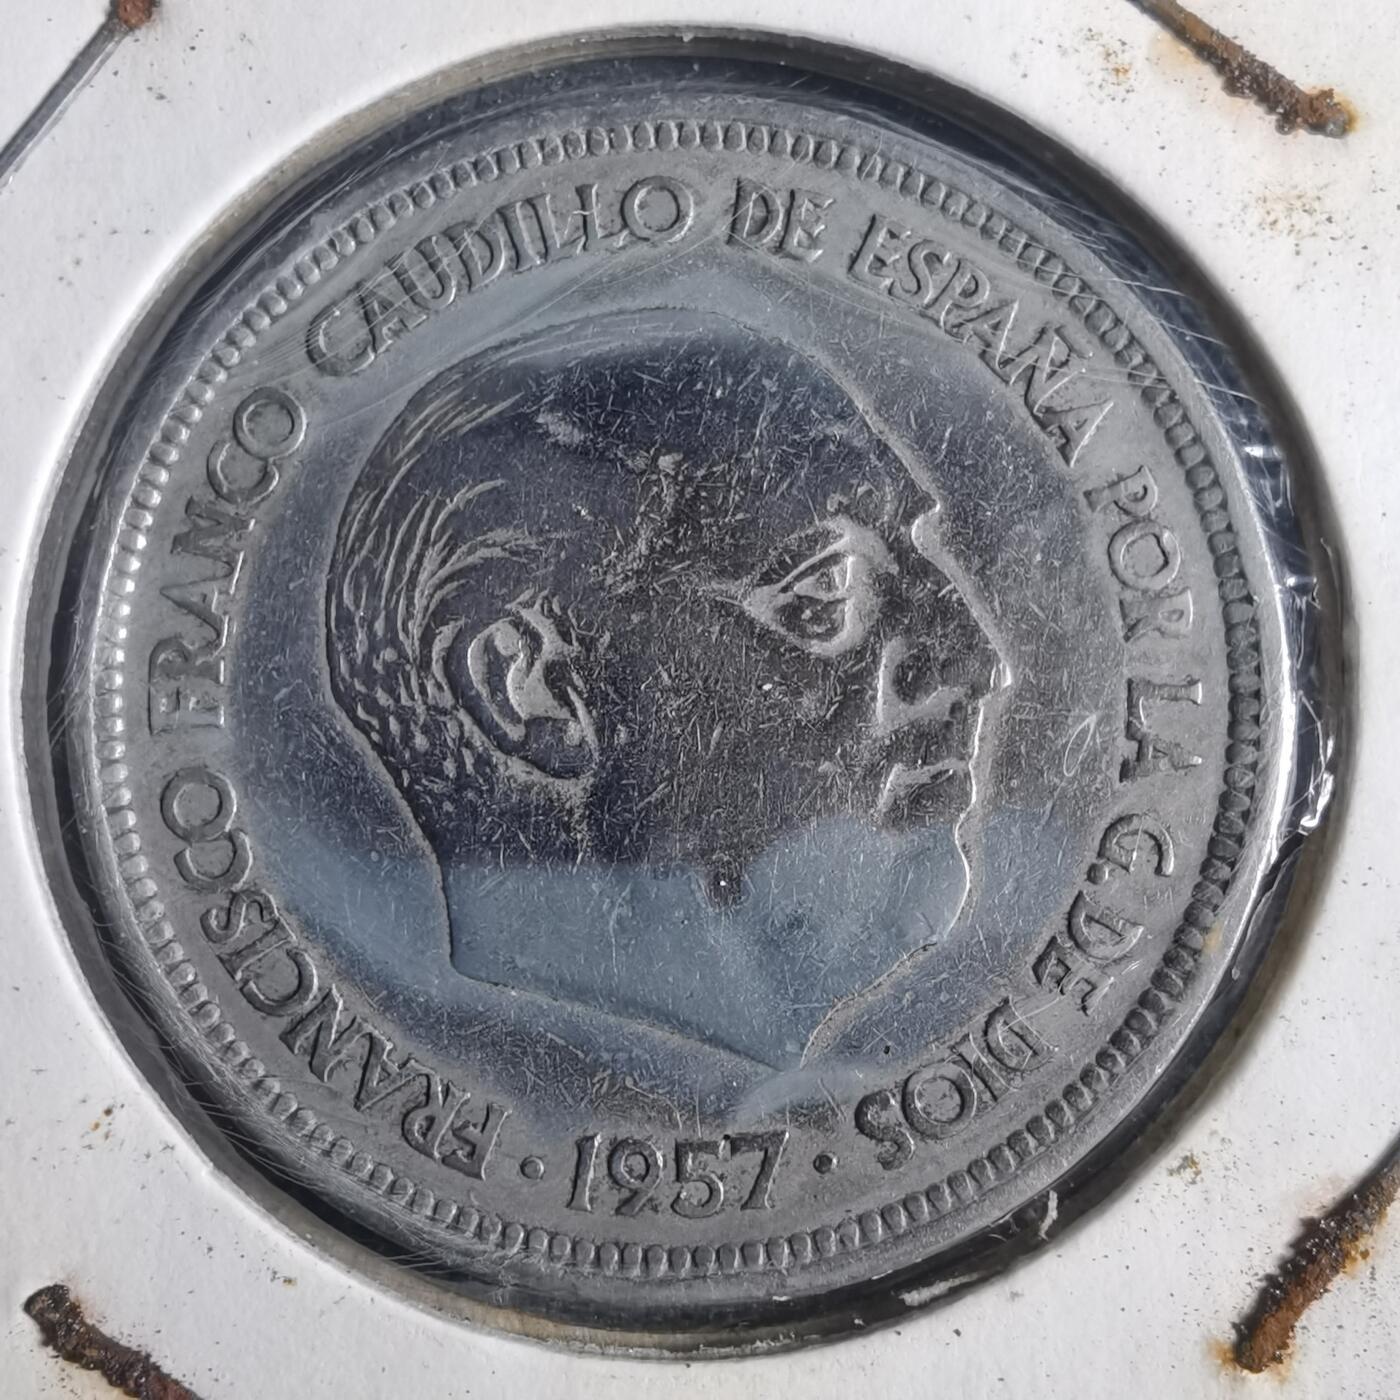 FRANCISCO FRANCO CAUDILLO DE ESPAÑA POR LA G. DE DIOS
· 1957 ·